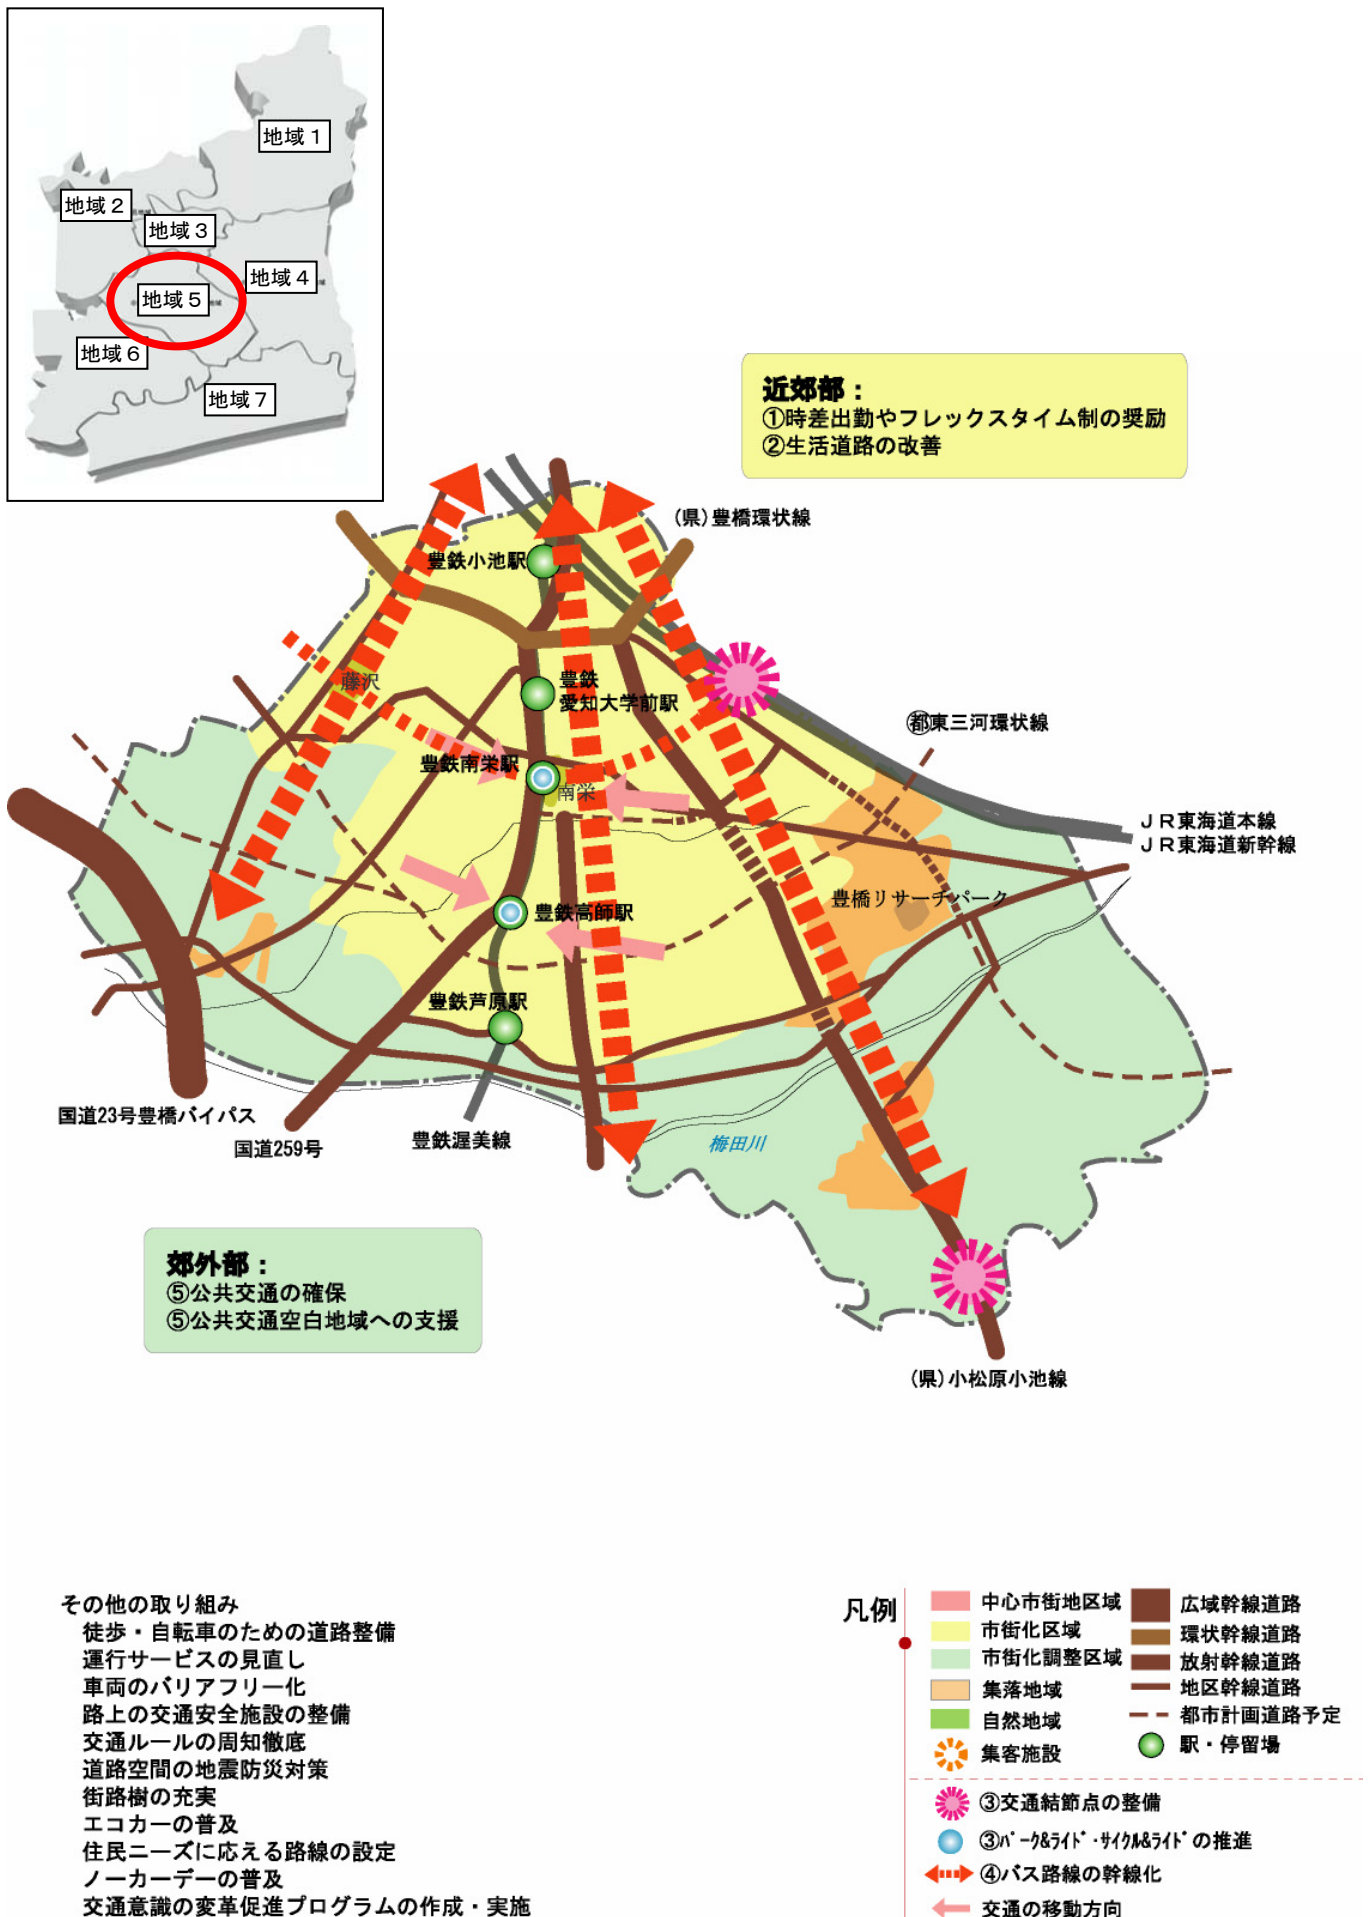 地域１
地域２
地域３
地域４
地域５
地域６
地域７
近郊部：
①時差出勤やフレックスタイム制の奨励
②生活道路の改善
(県)豊橋環状線
豊鉄小池駅
藤沢
豊鉄
愛知大学前駅
㊇東三河環状線
豊鉄南栄駅
南栄
ＪＲ東海道本線
ＪＲ東海道新幹線
豊橋リサーチパーク
豊鉄高師駅
豊鉄芦原駅
国道23号豊橋バイパス
国道259号
豊鉄渥美線
梅田川
郊外部：
⑤公共交通の確保
⑤公共交通空白地域への支援
(県)小松原小池線
その他の取り組み
徒歩・自転車のための道路整備
運行サービスの見直し
車両のバリアフリー化
路上の交通安全施設の整備
交通ルールの周知徹底
道路空間の地震防災対策
街路樹の充実
エコカーの普及
住民ニーズに応える路線の設定
ノーカーデーの普及
交通意識の変革促進プログラムの作成・実施
凡例
中心市街地区域
市街化区域
市街化調整区域
集落地域
自然地域
集客施設
広域幹線道路
環状幹線道路
放射幹線道路
地区幹線道路
都市計画道路予定
駅・停留場
③交通結節点の整備
③ﾊﾟｰｸ&ﾗｲﾄﾞ・ｻｲｸﾙ&ﾗｲﾄﾞの推進
④バス路線の幹線化
交通の移動方向